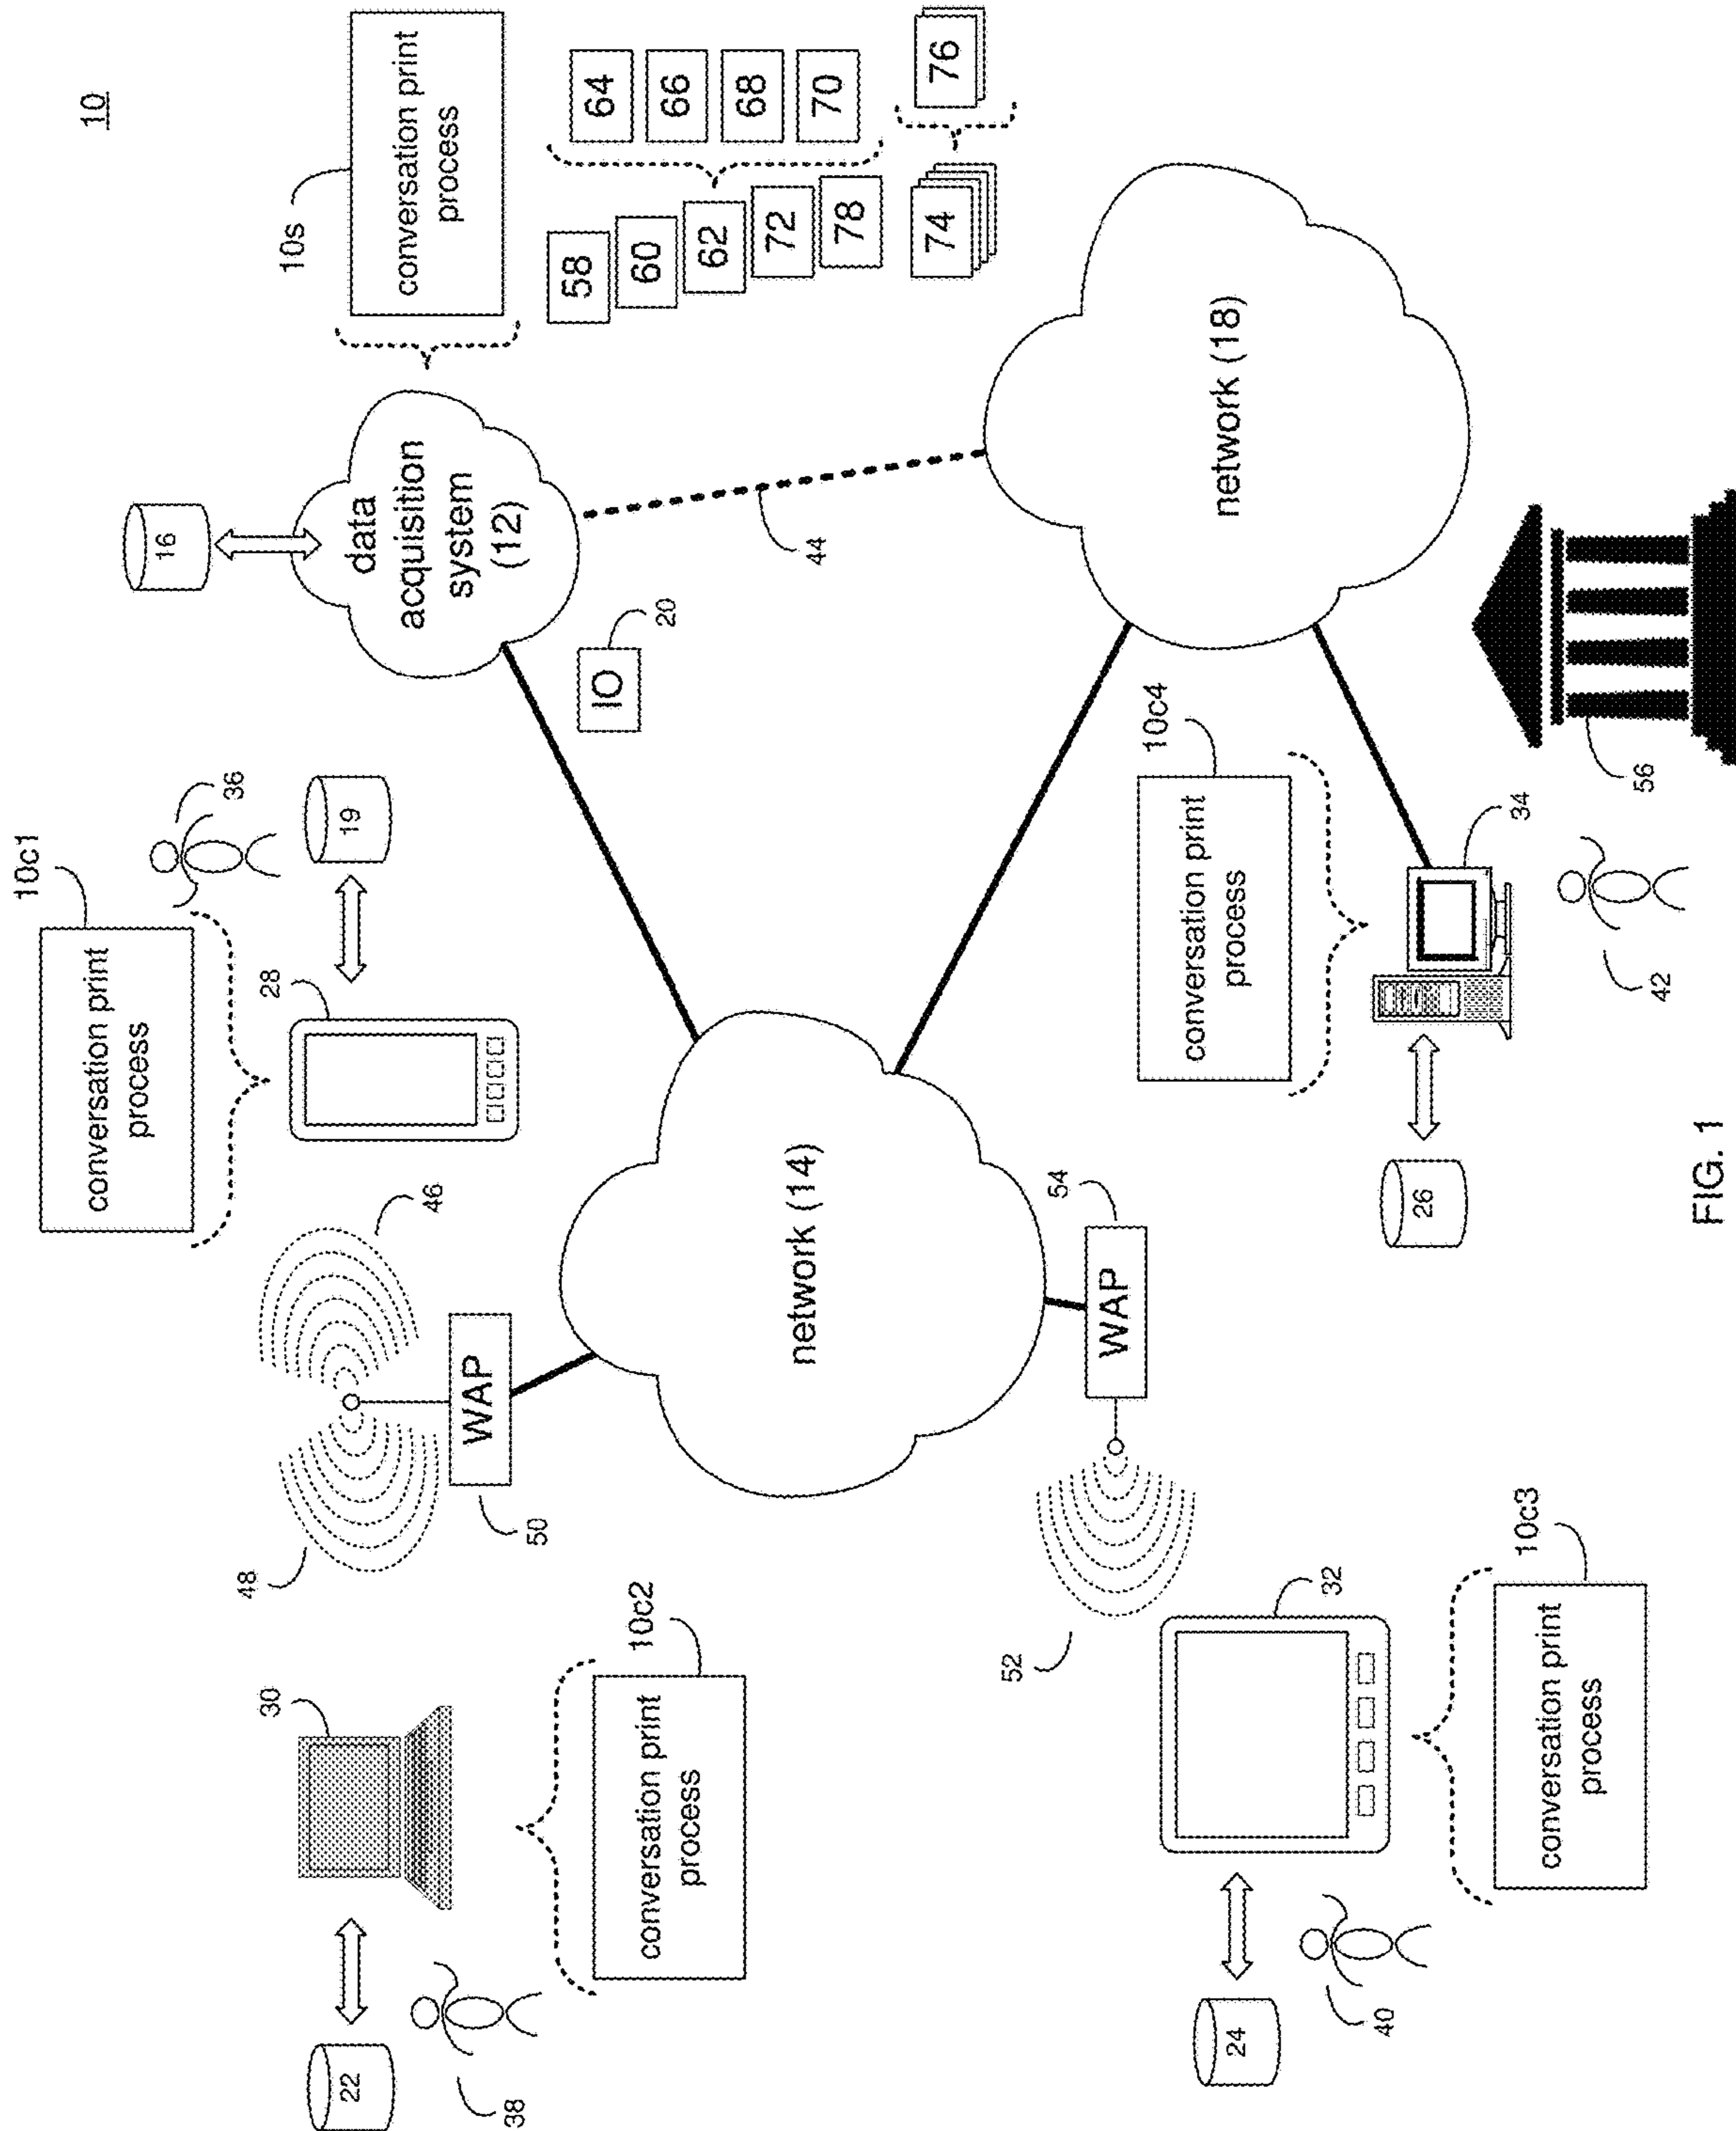 10
10c1
conversation print
process
36
28
19
16
10s
conversation print
process
data
acquisition
system
(12)
58
60
62
72
78
64
66
68
70
74
76
IO
20
44
48
46
WAP
50
30
22
38
10c2
conversation print
process
network (14)
network (18)
54
WAP
52
32
24
40
10c3
conversation print
process
10c4
conversation print
process
26
34
42
56
FIG. 1